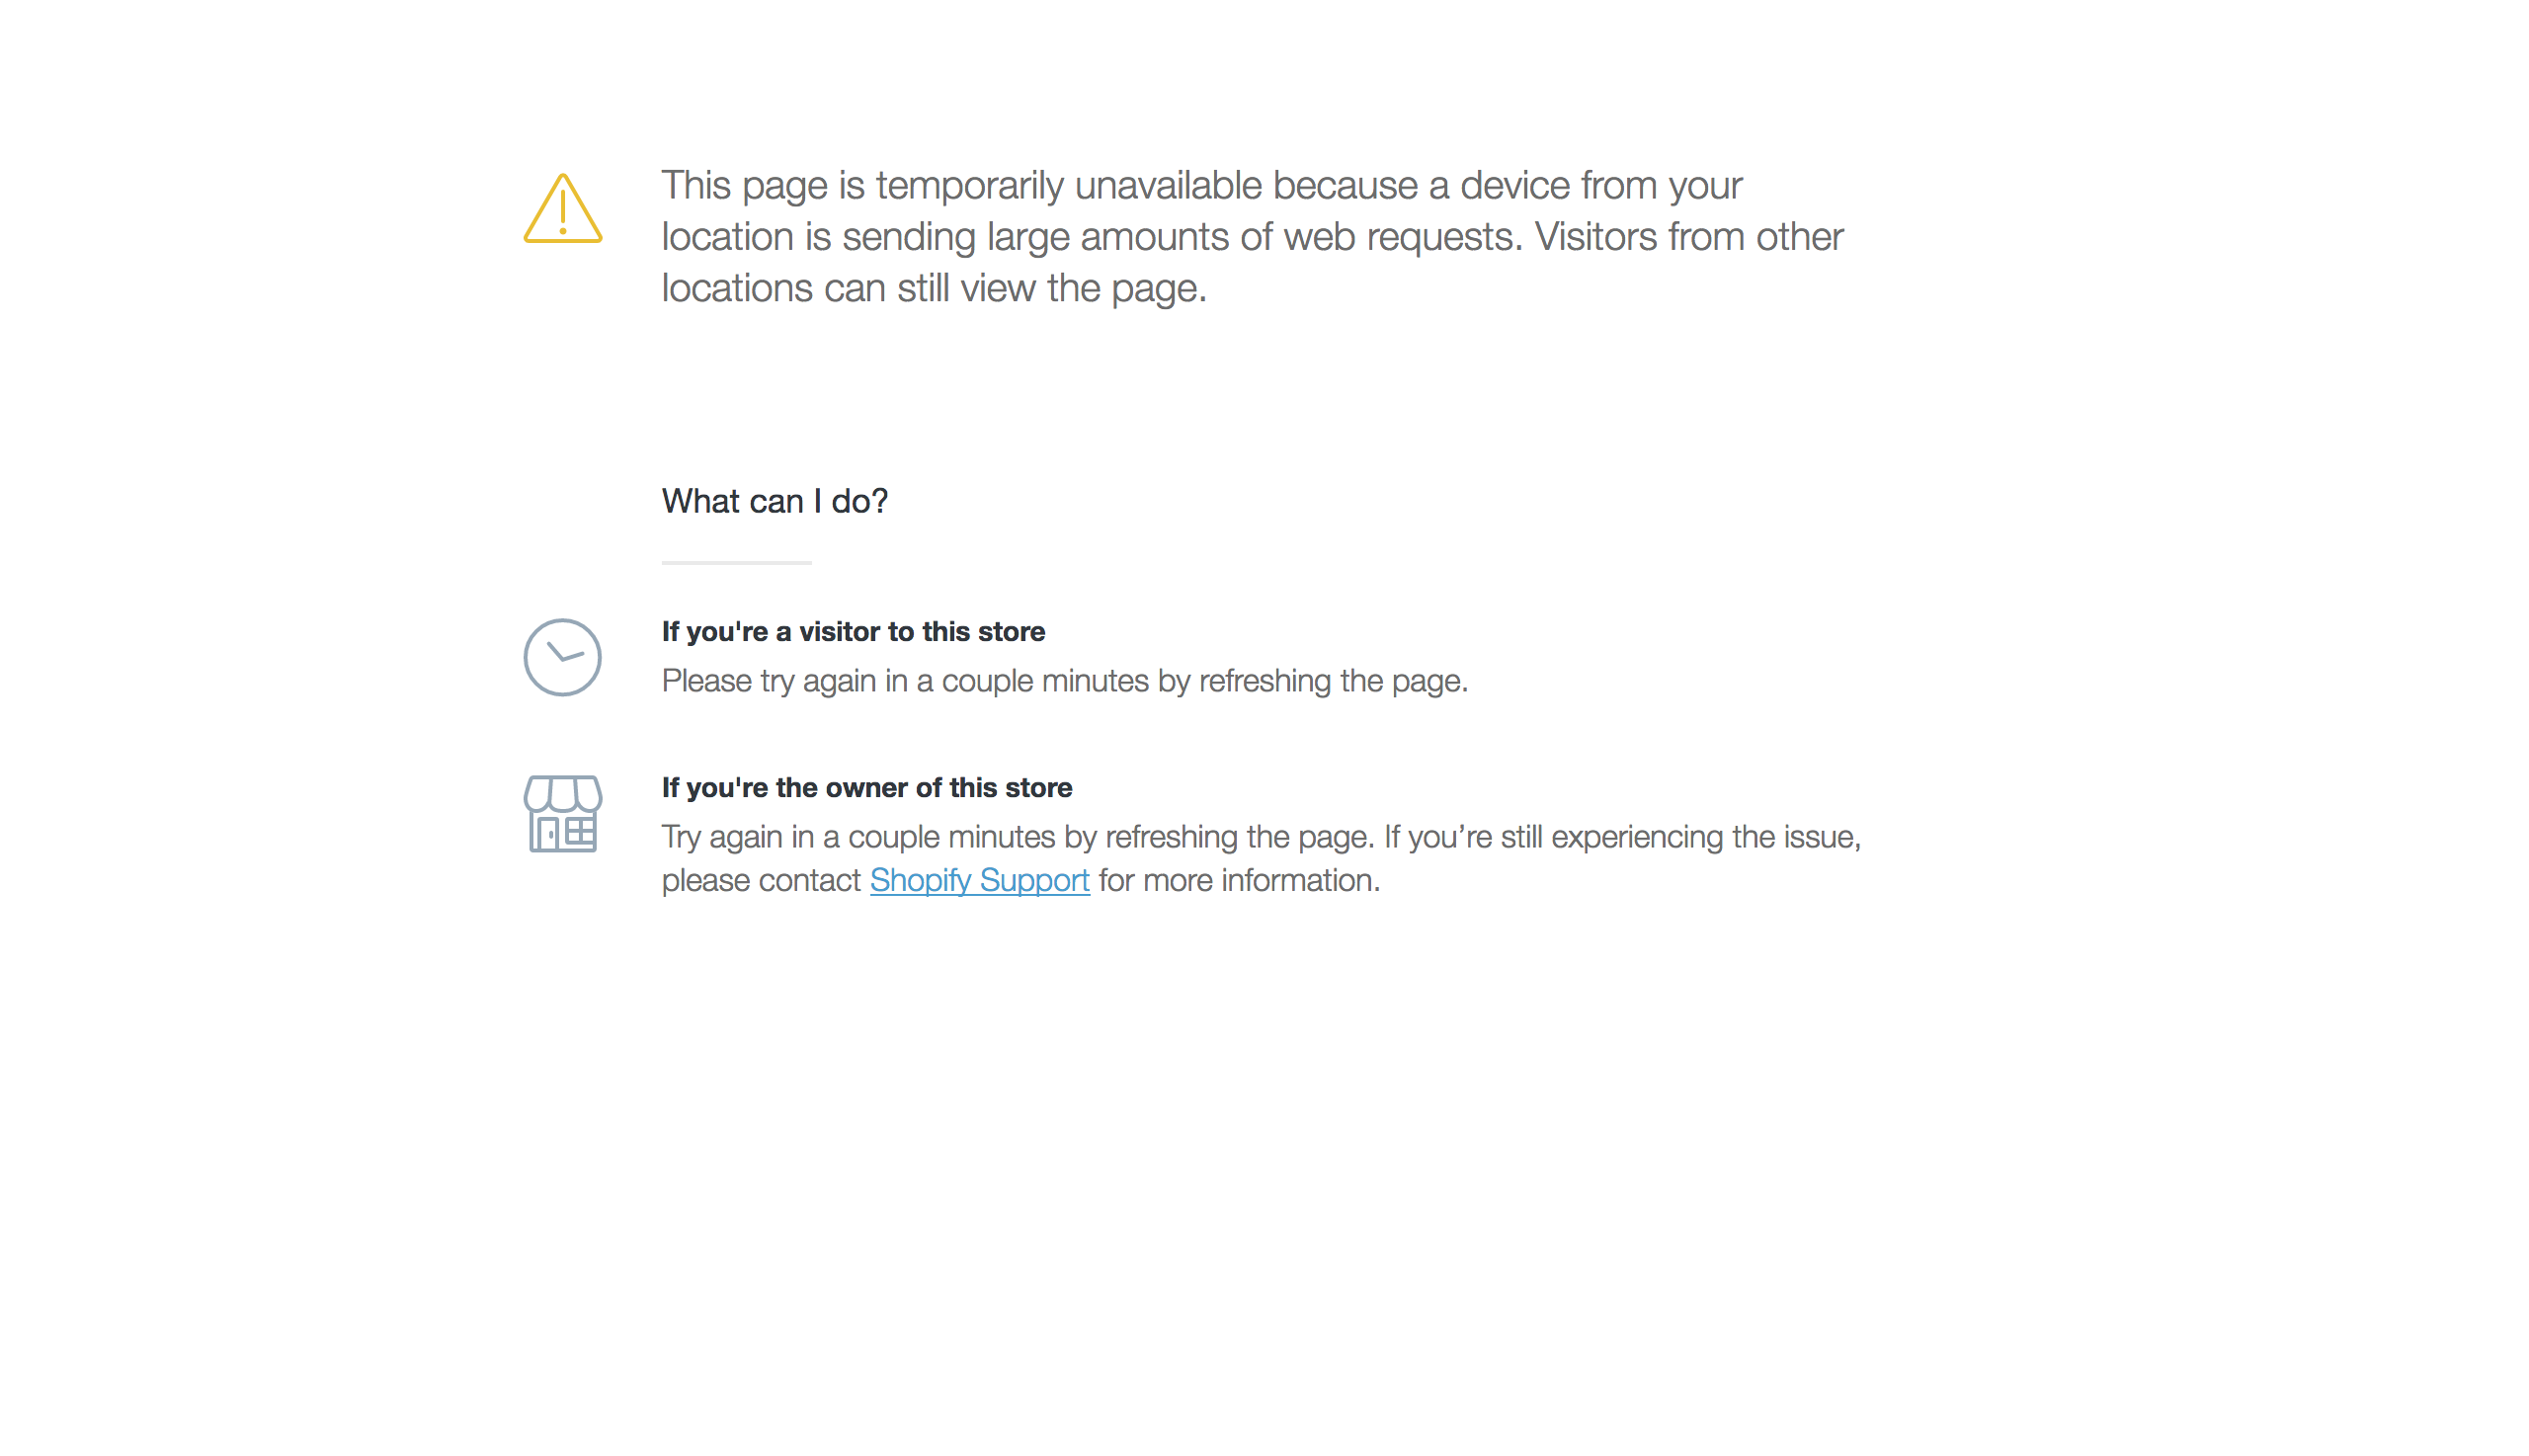 This page is temporarily unavailable because a device from your
location is sending large amounts of web requests. Visitors from other
locations can still view the page.
What can I do?
If you're a visitor to this store
Please try again in a couple minutes by refreshing the page.
If you're the owner of this store
Try again in a couple minutes by refreshing the page. If you’re still experiencing the issue,
please contact Shopify Support for more information.